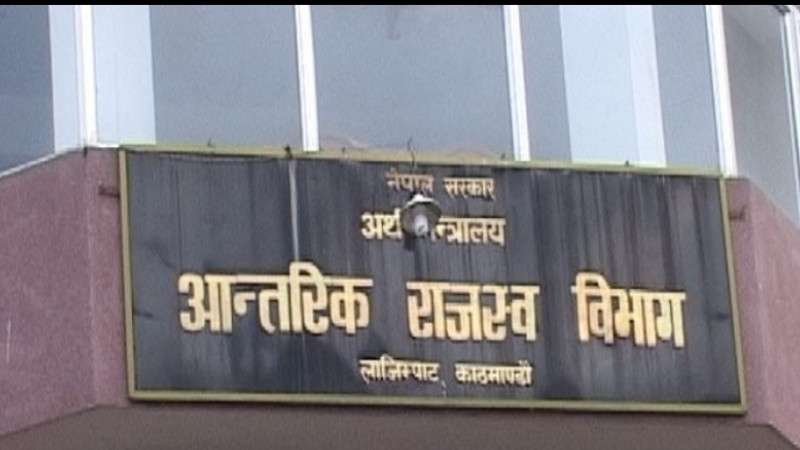 नेपाल सरकार
अर्थ मन्त्रालय
आन्तरिक राजस्व विभाग
लाजिम्पाट, काठमाण्डौ